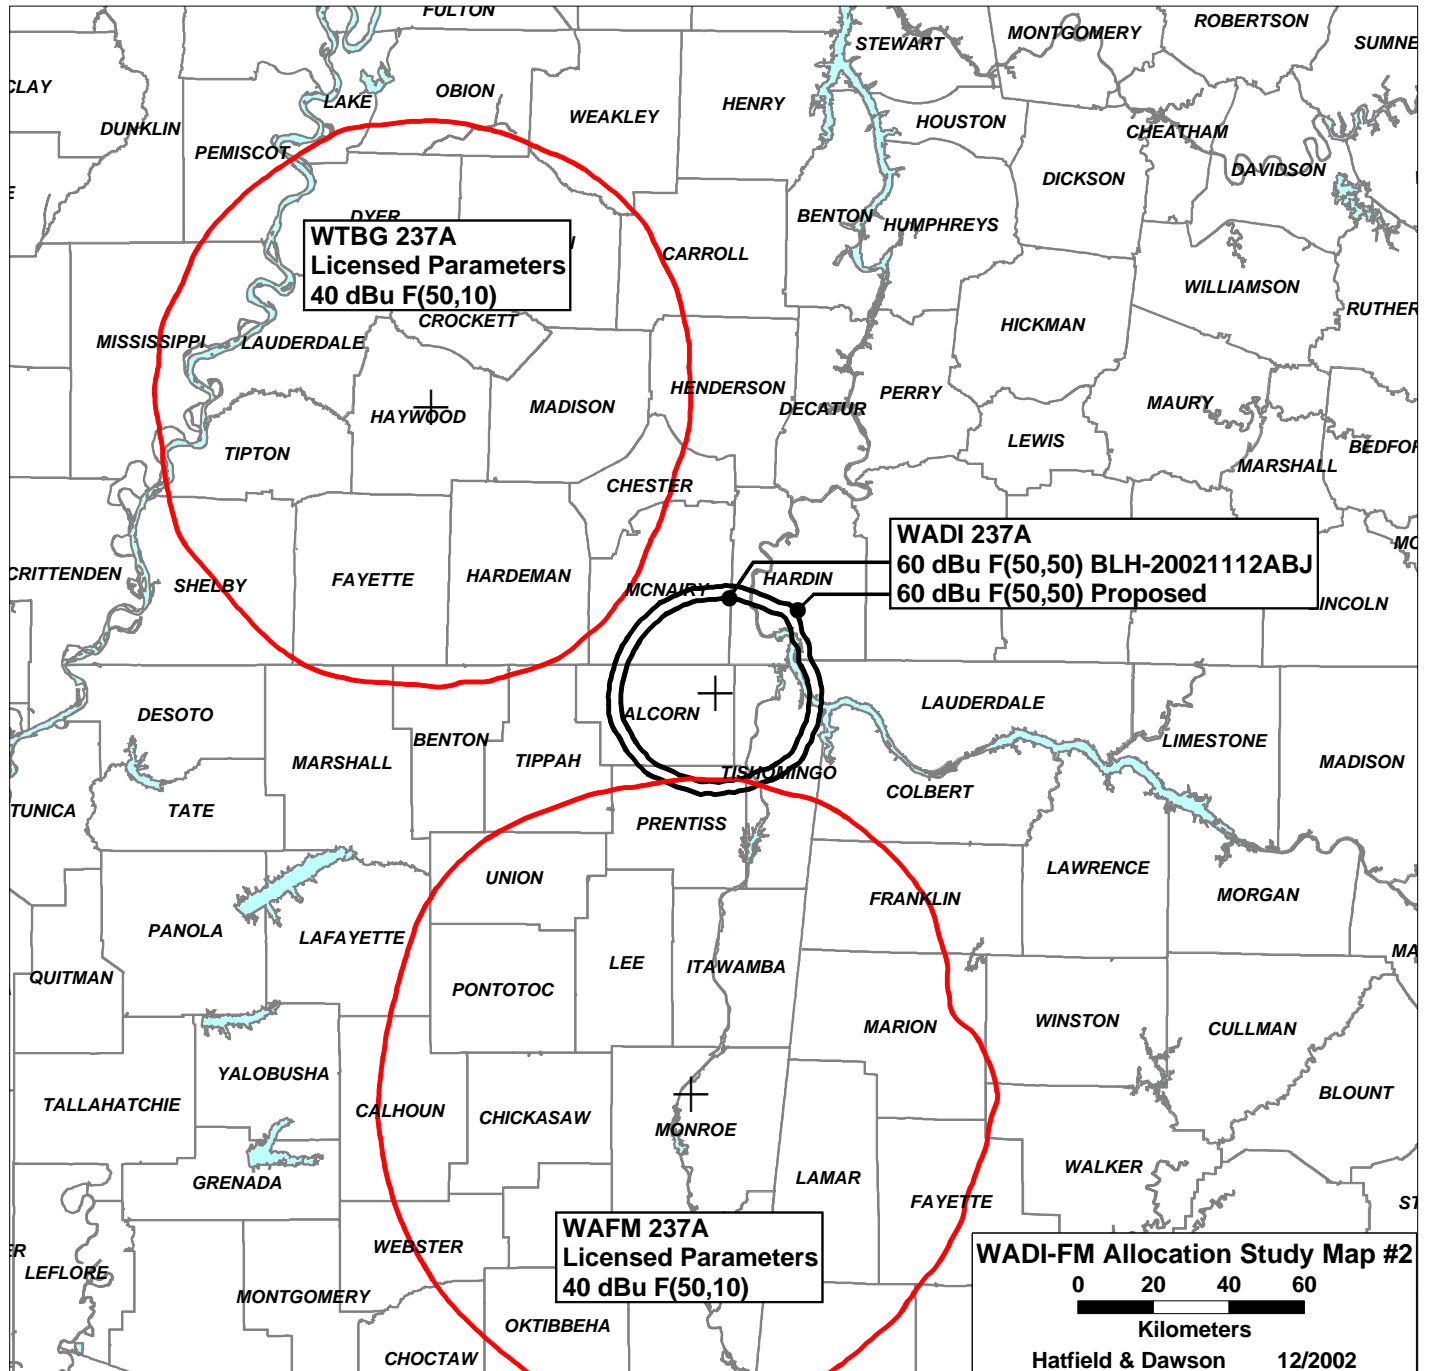 FULTON
ROBERTSON
MONTGOMERY
STEWART
SUMNE
CLAY
OBION
LAKE
HENRY
WEAKLEY
HOUSTON
DUNKLIN
CHEATHAM
PEMISCOT
DAVIDSON
DICKSON
DYER
BENTON
HUMPHREYS
WTBG 237A
Licensed Parameters
40 dBu F(50,10)
CARROLL
WILLIAMSON
RUTHER
CROCKETT
HICKMAN
MISSISSIPPI
LAUDERDALE
HENDERSON
PERRY
MAURY
DECATUR
MADISON
HAYWOOD
LEWIS
BEDFOR
TIPTON
MARSHALL
CHESTER
WADI 237A
60 dBu F(50,50) BLH-20021112ABJ
60 dBu F(50,50) Proposed
MO
CRITTENDEN
SHELBY
FAYETTE
HARDEMAN
HARDIN
MCNAIRY
LINCOLN
LAUDERDALE
DESOTO
ALCORN
BENTON
LIMESTONE
MARSHALL
TIPPAH
MADISON
TISHOMINGO
COLBERT
TUNICA
TATE
PRENTISS
LAWRENCE
UNION
FRANKLIN
MORGAN
PANOLA
LAFAYETTE
MA
LEE
ITAWAMBA
QUITMAN
PONTOTOC
MARION
WINSTON
CULLMAN
YALOBUSHA
BLOUNT
TALLAHATCHIE
CALHOUN
CHICKASAW
MONROE
WALKER
LAMAR
GRENADA
FAYETTE
ST
WAFM 237A
Licensed Parameters
40 dBu F(50,10)
WEBSTER
ER
LEFLORE
MONTGOMERY
OKTIBBEHA
CHOCTAW
WADI-FM Allocation Study Map #2
0 20 40 60
Kilometers
Hatfield & Dawson 12/2002